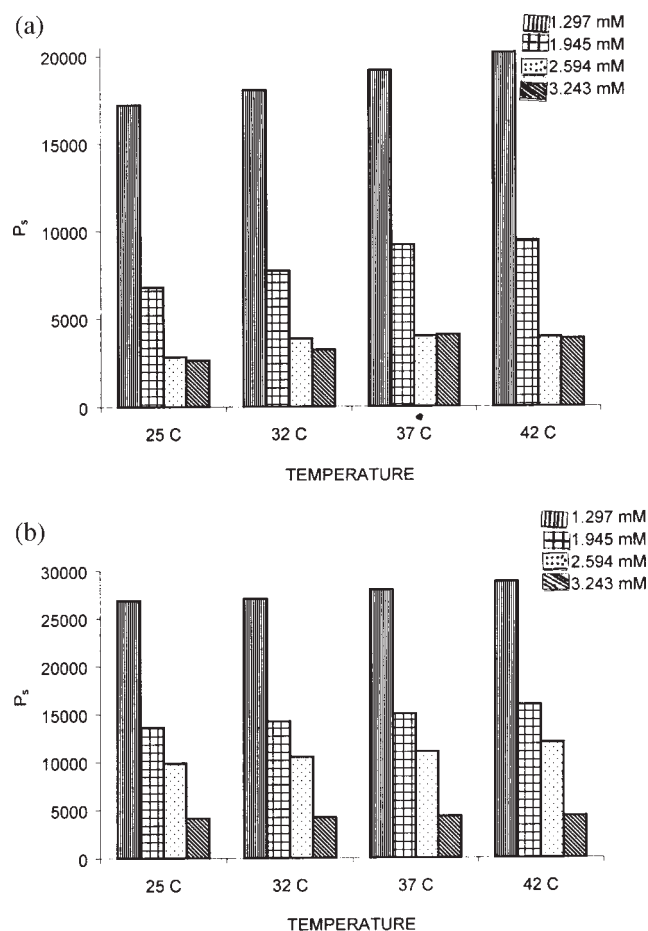 (a)
1.297 mM
1.945 mM
2.594 mM
3.243 mM
20000
15000
10000
5000
0
Ps
25 C
32 C
37 C
42 C
TEMPERATURE
(b)
1.297 mM
1.945 mM
2.594 mM
3.243 mM
30000
25000
20000
15000
10000
5000
0
Ps
25 C
32 C
37 C
42 C
TEMPERATURE